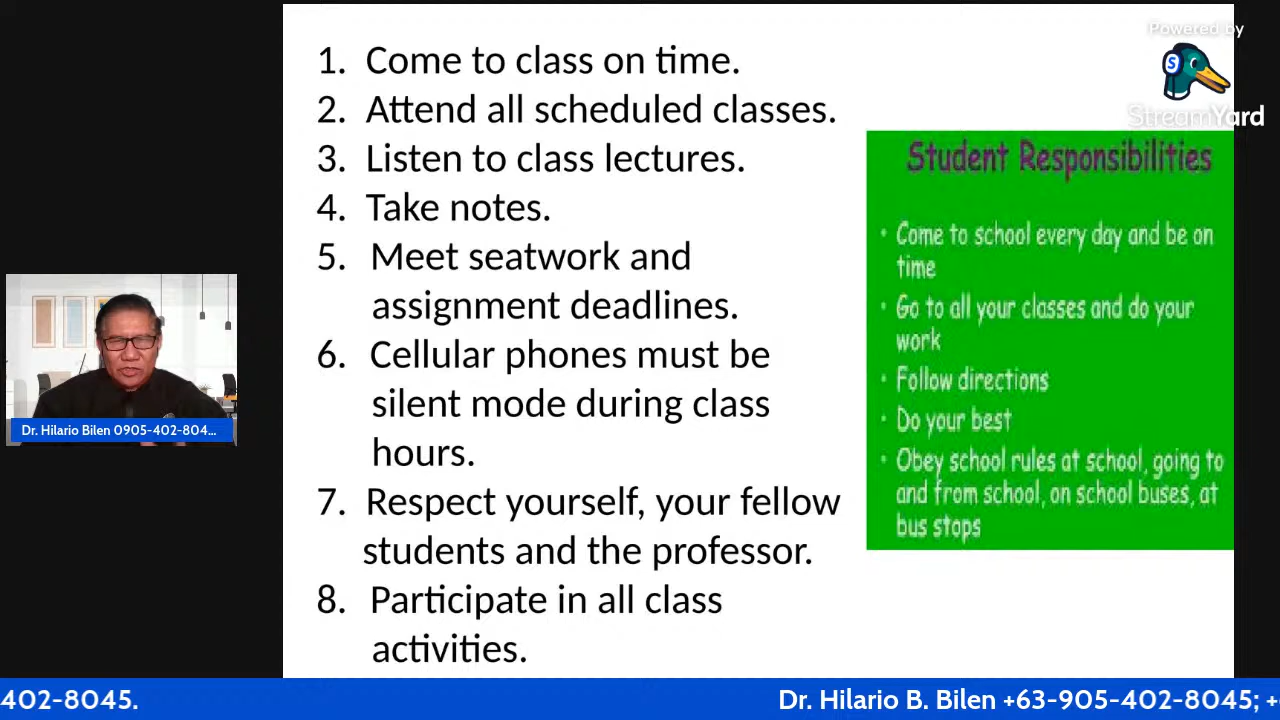 1. Come to class on time.
2. Attend all scheduled classes.
3. Listen to class lectures.
4. Take notes.
5. Meet seatwork and
assignment deadlines.
6. Cellular phones must be
silent mode during class
hours.
7. Respect yourself, your fellow
students and the professor.
8. Participate in all class
activities.
Powered by
S
StreamYard
Student Responsibilities
• Come to school every day and be on
time
• Go to all your classes and do your
work
• Follow directions
• Do your best
• Obey school rules at school, going to
and from school, on school buses, at
bus stops
Dr. Hilario Bilen 0905-402-804...
402-8045.
Dr. Hilario B. Bilen +63-905-402-8045; +